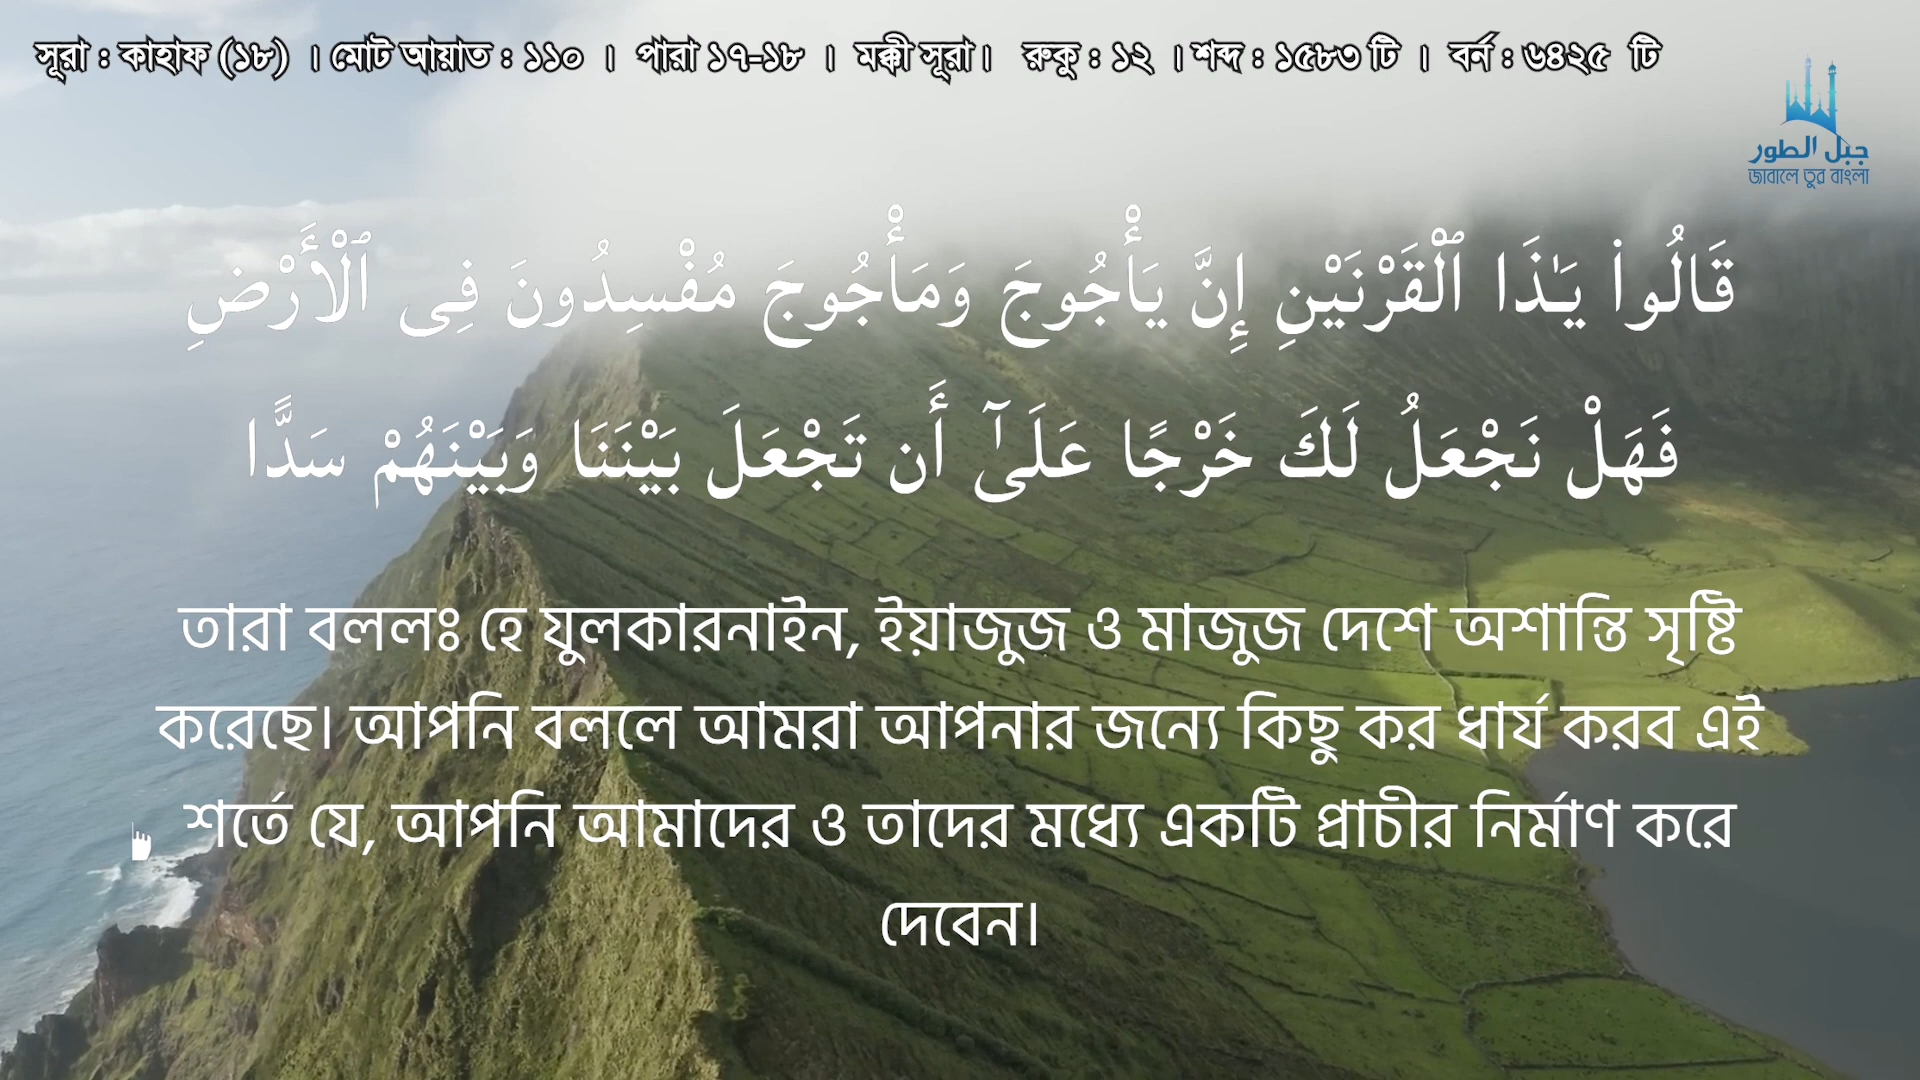 সূরা : কাহাফ (১৮) । মোট আয়াত : ১১০ । পারা ১৭-১৮ । মক্কী সূরা। রুকু : ১২ । শব্দ : ১৫৮৩ টি । বর্ন : ৬৪২৫ টি
جبل الطور
জাবালে তুর বাংলা
قَالُوا۟ يَـٰذَا ٱلْقَرْنَيْنِ إِنَّ يَأْجُوجَ وَمَأْجُوجَ مُفْسِدُونَ فِى ٱلْأَرْضِ
فَهَلْ نَجْعَلُ لَكَ خَرْجًا عَلَىٰٓ أَن تَجْعَلَ بَيْنَنَا وَبَيْنَهُمْ سَدًّا
তারা বললঃ হে যুলকারনাইন, ইয়াজুজ ও মাজুজ দেশে অশান্তি সৃষ্টি
করেছে। আপনি বললে আমরা আপনার জন্যে কিছু কর ধার্য করব এই
শর্তে যে, আপনি আমাদের ও তাদের মধ্যে একটি প্রাচীর নির্মাণ করে
দেবেন।